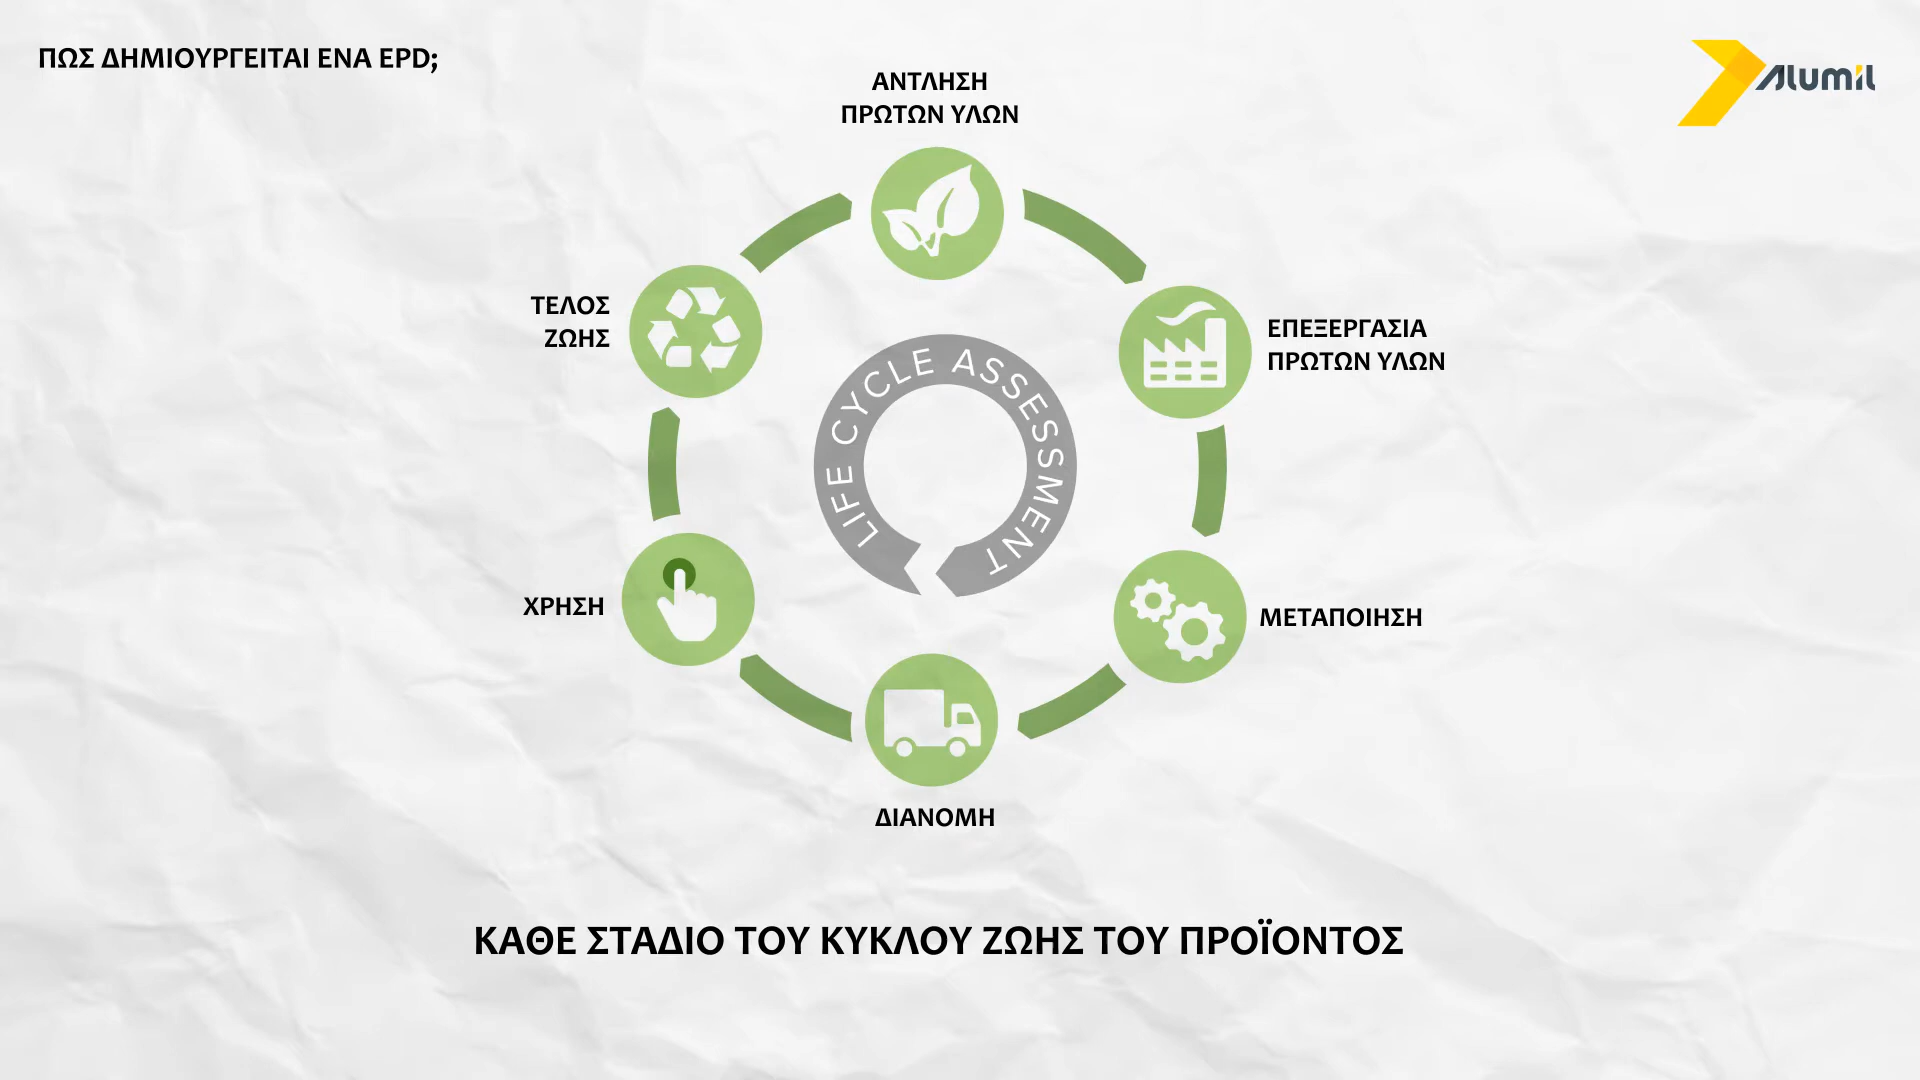 ΠΩΣ ΔΗΜΙΟΥΡΓΕΙΤΑΙ ΕΝΑ EPD;
Alumil
ΑΝΤΛΗΣΗ
ΠΡΩΤΩΝ ΥΛΩΝ
ΕΠΕΞΕΡΓΑΣΙΑ
ΠΡΩΤΩΝ ΥΛΩΝ
ΜΕΤΑΠΟΙΗΣΗ
ΔΙΑΝΟΜΗ
ΧΡΗΣΗ
ΤΕΛΟΣ
ΖΩΗΣ
LIFE CYCLE ASSESSMENT
ΚΑΘΕ ΣΤΑΔΙΟ ΤΟΥ ΚΥΚΛΟΥ ΖΩΗΣ ΤΟΥ ΠΡΟΪΟΝΤΟΣ